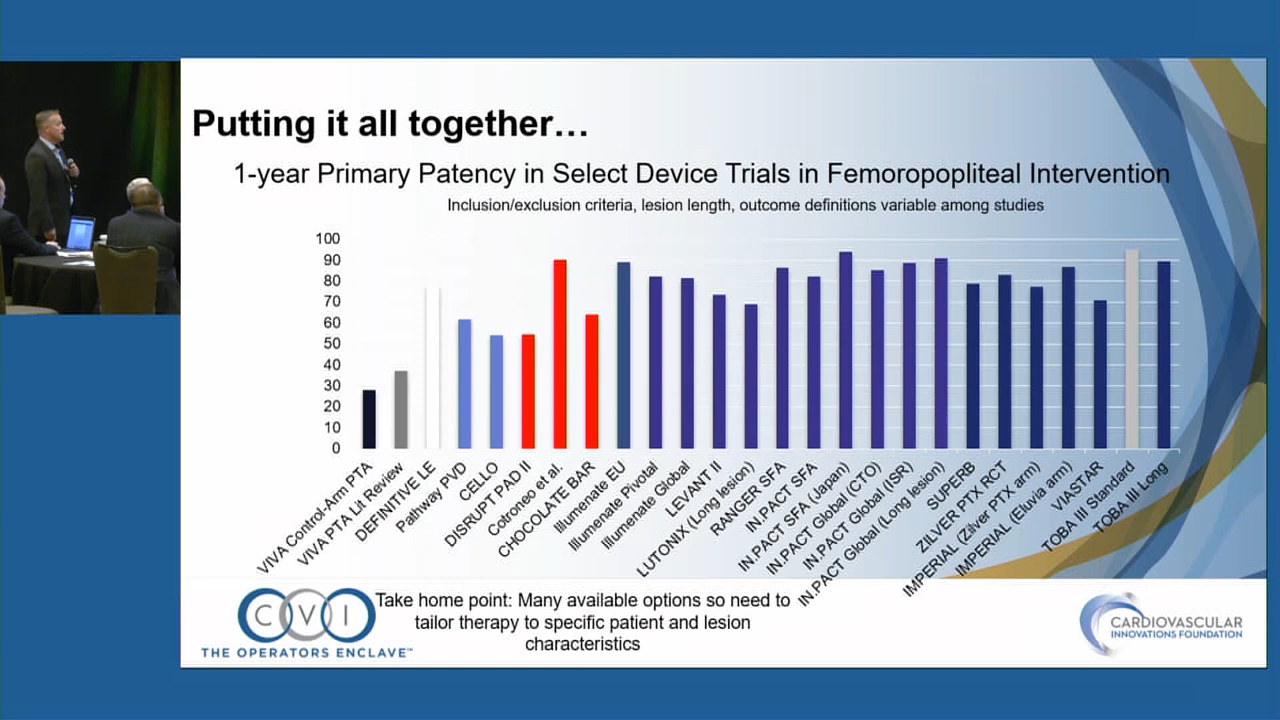 Putting it all together…
1-year Primary Patency in Select Device Trials in Femoropopliteal Intervention
Inclusion/exclusion criteria, lesion length, outcome definitions variable among studies
100
90
80
70
60
50
40
30
20
10
0
VIVA Control-Arm PTA
VIVA PTA Lit Review
DEFINITIVE LE
Pathway PVD
CELLO
DISRUPT PAD II
Cotroneo et al.
CHOCOLATE BAR
Illumenate EU
Illumenate Pivotal
Illumenate Global
LEVANT II
LUTONIX (Long lesion)
RANGER SFA
IN.PACT SFA
IN.PACT SFA (Japan)
IN.PACT Global (CTO)
IN.PACT Global (ISR)
IN.PACT Global (Long lesion)
SUPERB
ZILVER PTX RCT
IMPERIAL (Zilver PTX arm)
IMPERIAL (Eluvia arm)
VIASTAR
TOBA III Standard
TOBA III Long
CVI
THE OPERATORS ENCLAVE™
Take home point: Many available options so need to
tailor therapy to specific patient and lesion
characteristics
CARDIOVASCULAR
INNOVATIONS FOUNDATION